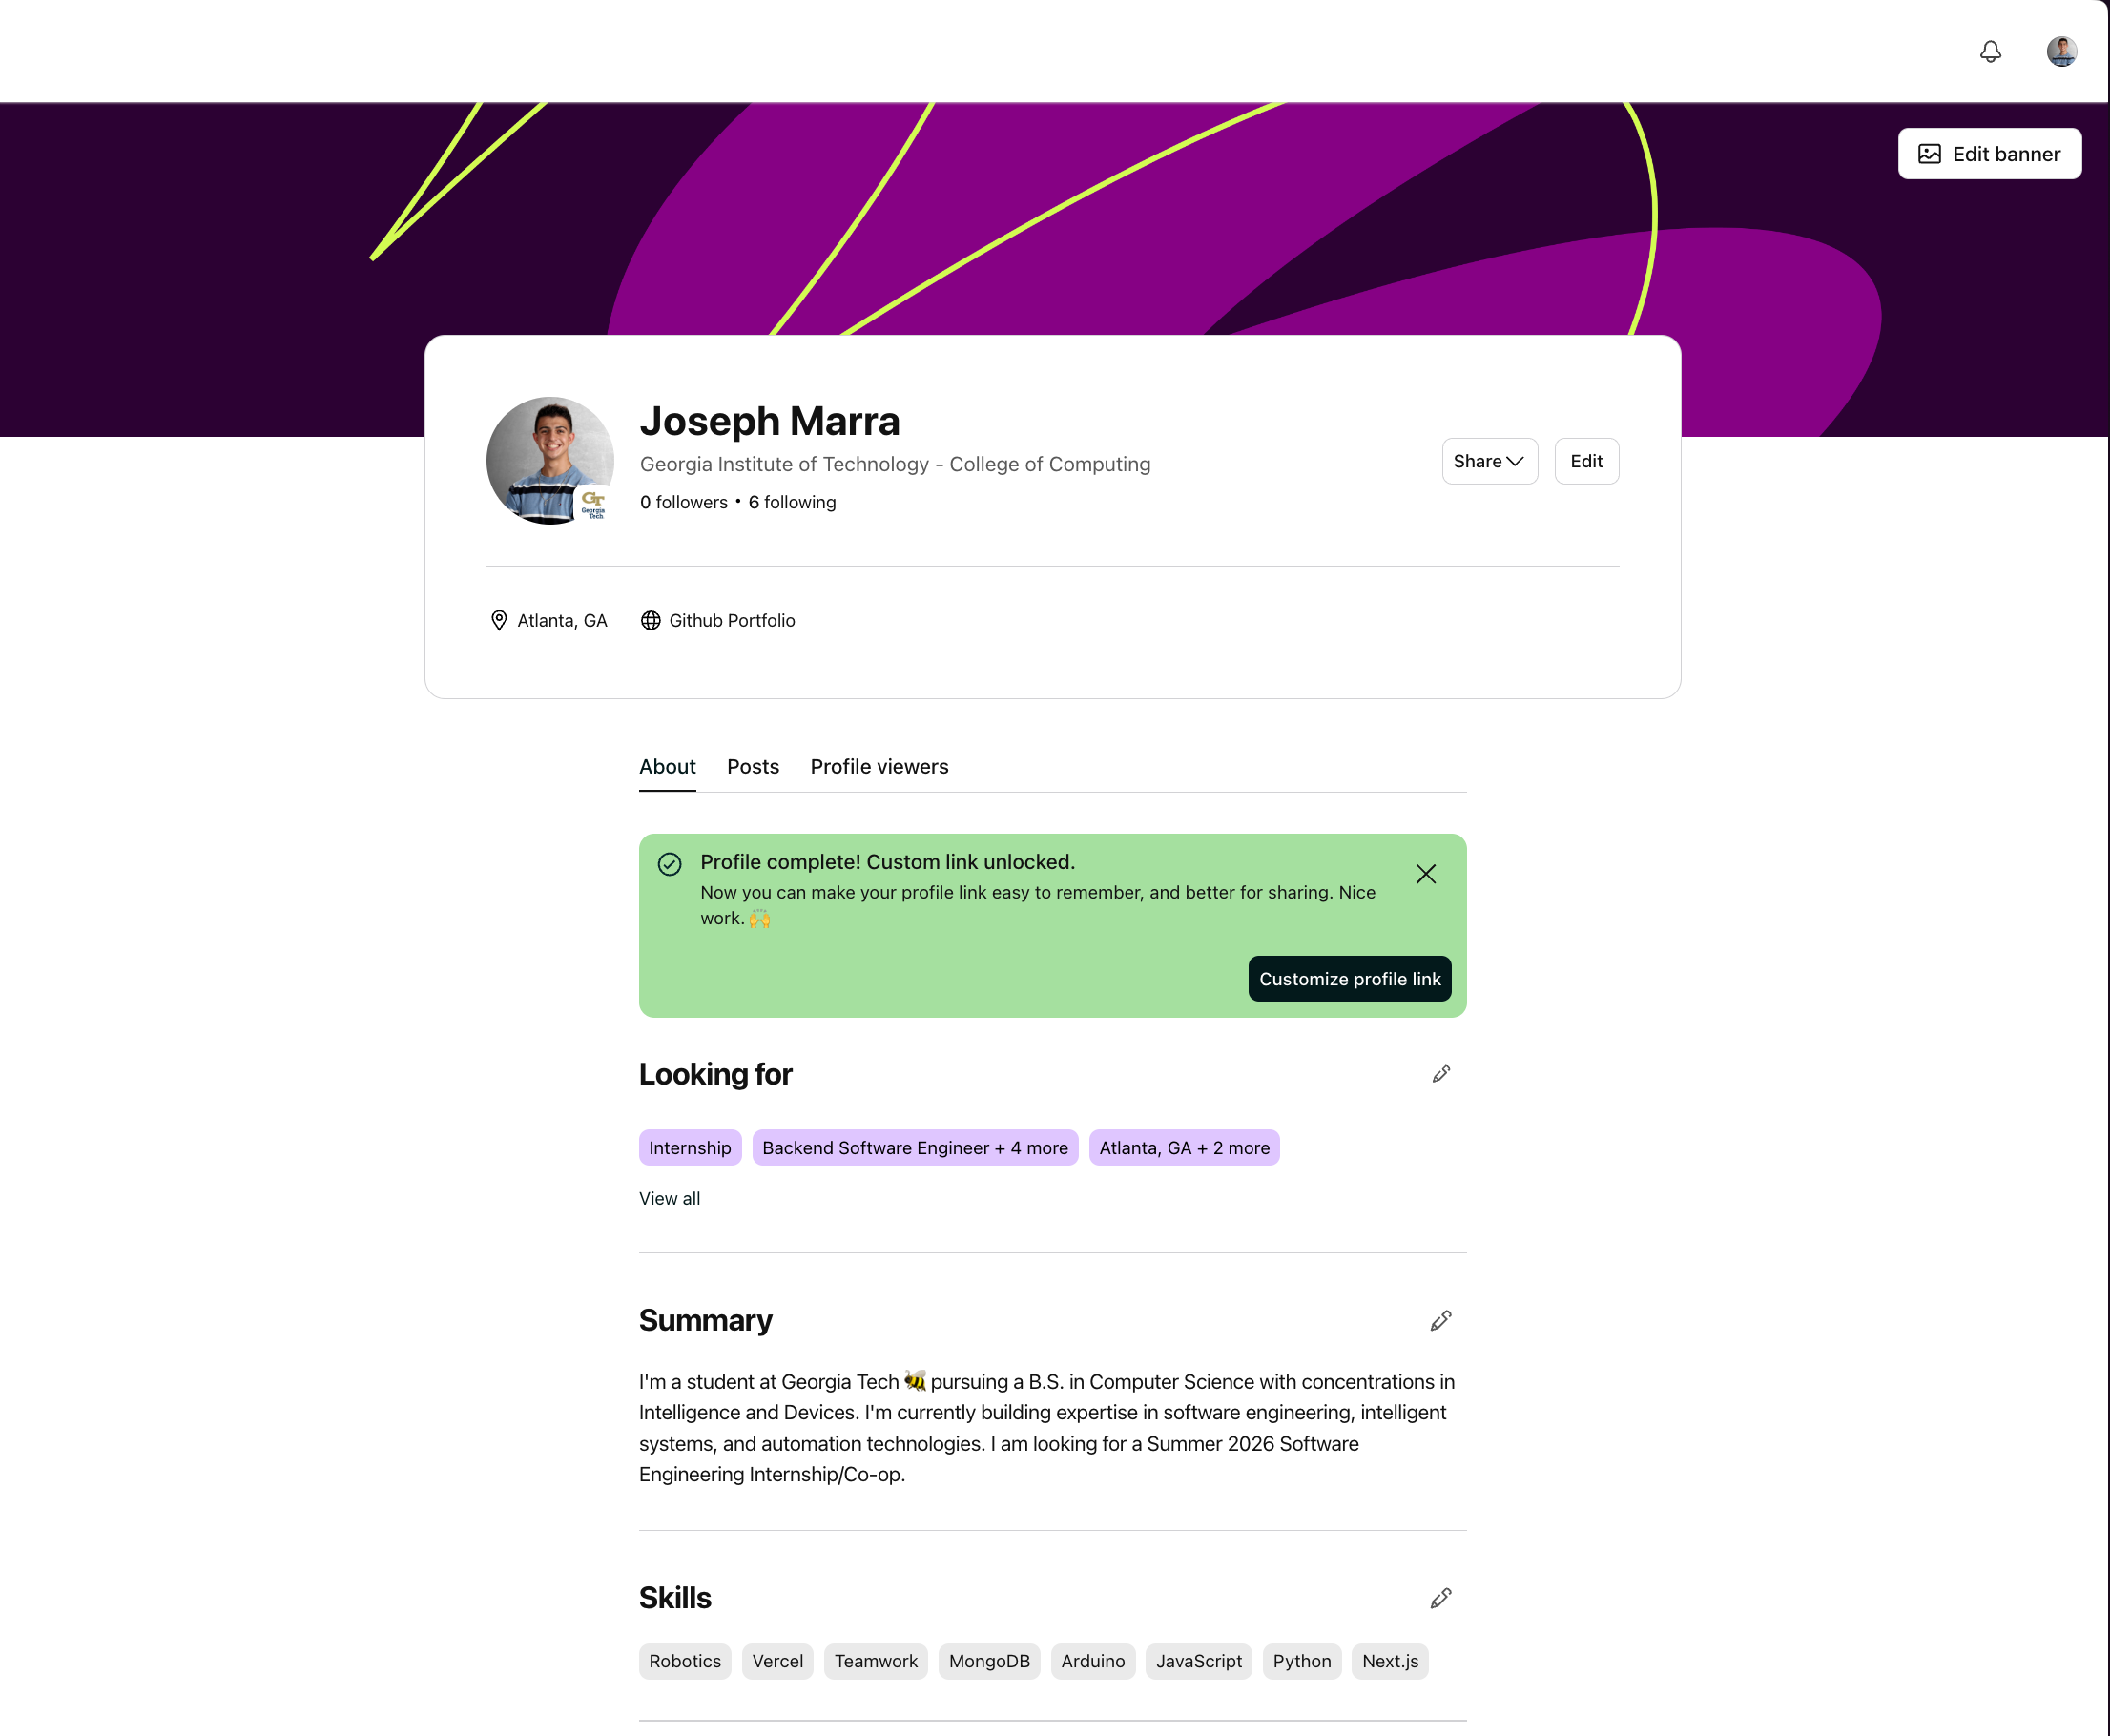 Edit banner
Joseph Marra
Georgia Institute of Technology - College of Computing
0 followers • 6 following
Share
Edit
GT
Georgia
Tech
Atlanta, GA
Github Portfolio
About
Posts
Profile viewers
Profile complete! Custom link unlocked.
Now you can make your profile link easy to remember, and better for sharing. Nice
work. 🙌
Customize profile link
Looking for
Internship
Backend Software Engineer + 4 more
Atlanta, GA + 2 more
View all
Summary
I'm a student at Georgia Tech 🐝 pursuing a B.S. in Computer Science with concentrations in
Intelligence and Devices. I'm currently building expertise in software engineering, intelligent
systems, and automation technologies. I am looking for a Summer 2026 Software
Engineering Internship/Co-op.
Skills
Robotics
Vercel
Teamwork
MongoDB
Arduino
JavaScript
Python
Next.js